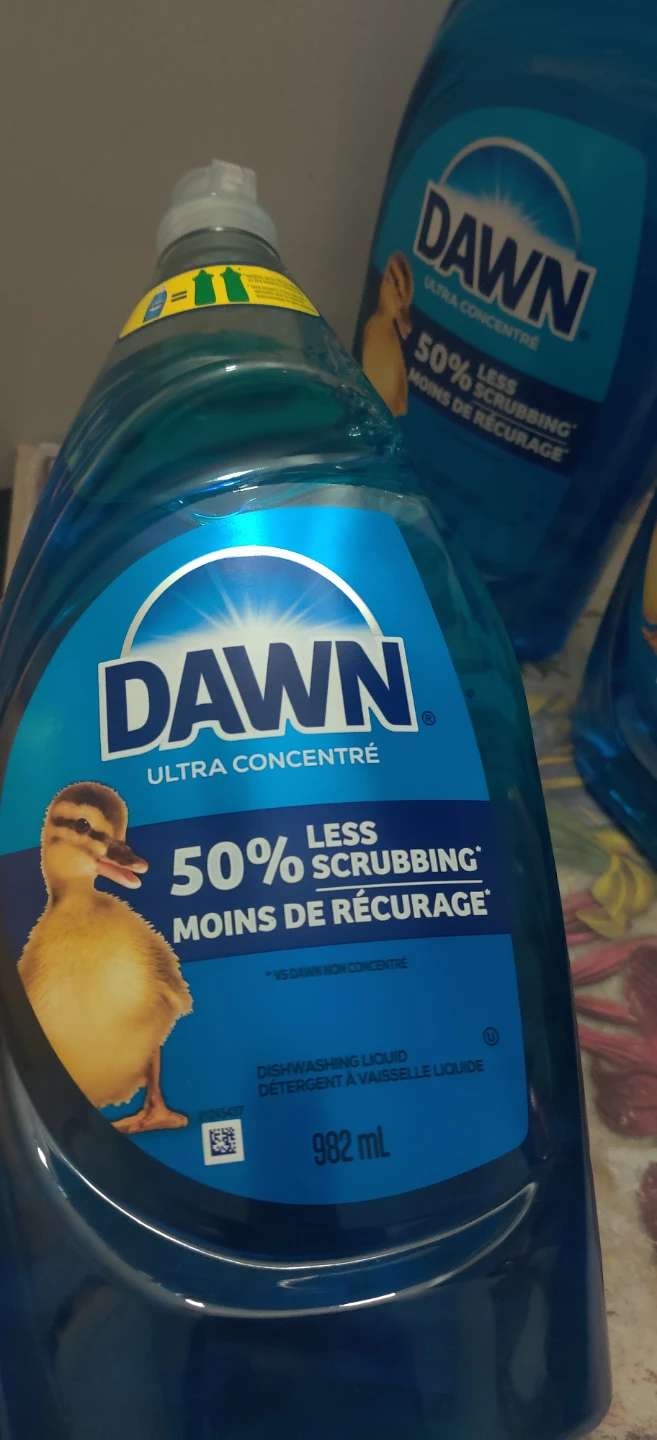 =
DAWN®
ULTRA CONCENTRÉ
50% LESS
SCRUBBING*
MOINS DE RÉCURAGE*
* VS DAWN NON CONCENTRÉ
DISHWASHING LIQUID
DÉTERGENT À VAISSELLE LIQUIDE
982 mL
DAWN
ULTRA CONCENTRÉ
50% LESS
SCRUBBING*
MOINS DE RÉCURAGE*